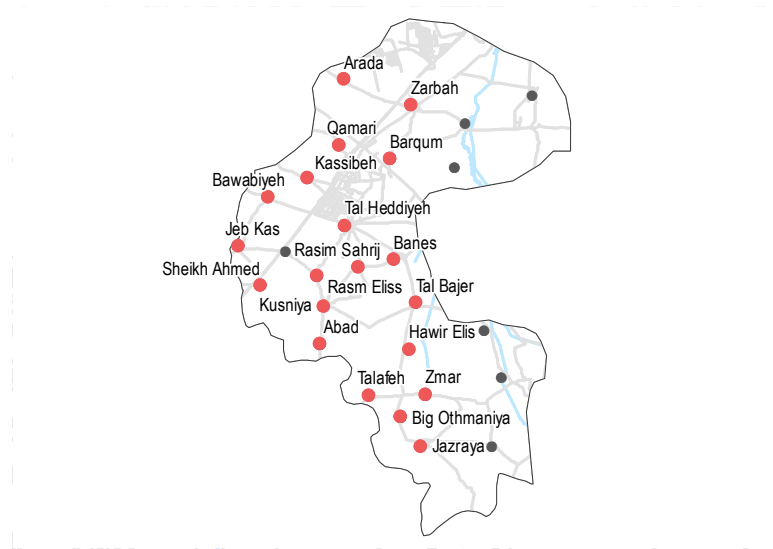 Arada
Zarbah
Qamari
Barqum
Kassibeh
Bawabiyeh
Tal Heddiyeh
Jeb Kas
Rasim Sahrij
Banes
Sheikh Ahmed
Rasm Eliss
Tal Bajer
Kusniya
Abad
Hawir Elis
Talafeh
Zmar
Big Othmaniya
Jazraya